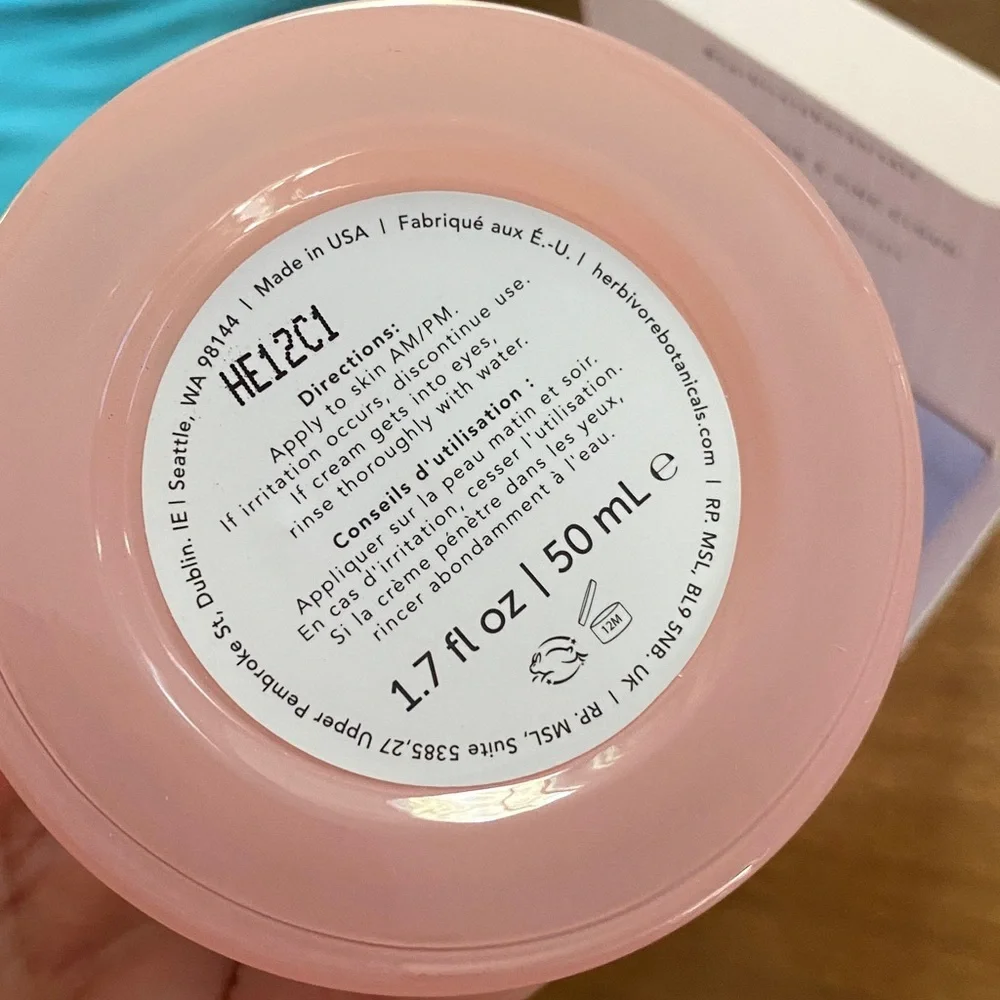 Seattle, WA 98144 | Made in USA | Fabriqué aux É.-U. | herbivorebotanicals.com | RP. MSL, BL9 5NB. UK | RP. MSL, Suite 5385,27 Upper Pembroke St, Dublin. IE |
HE12C1
Directions:
Apply to skin AM/PM.
If irritation occurs, discontinue use.
If cream gets into eyes,
rinse thoroughly with water.
Conseils d'utilisation :
Appliquer sur la peau matin et soir.
En cas d'irritation, cesser l'utilisation.
Si la crème pénètre dans les yeux,
rincer abondamment à l'eau.
1.7 fl oz | 50 mL ℮
12M